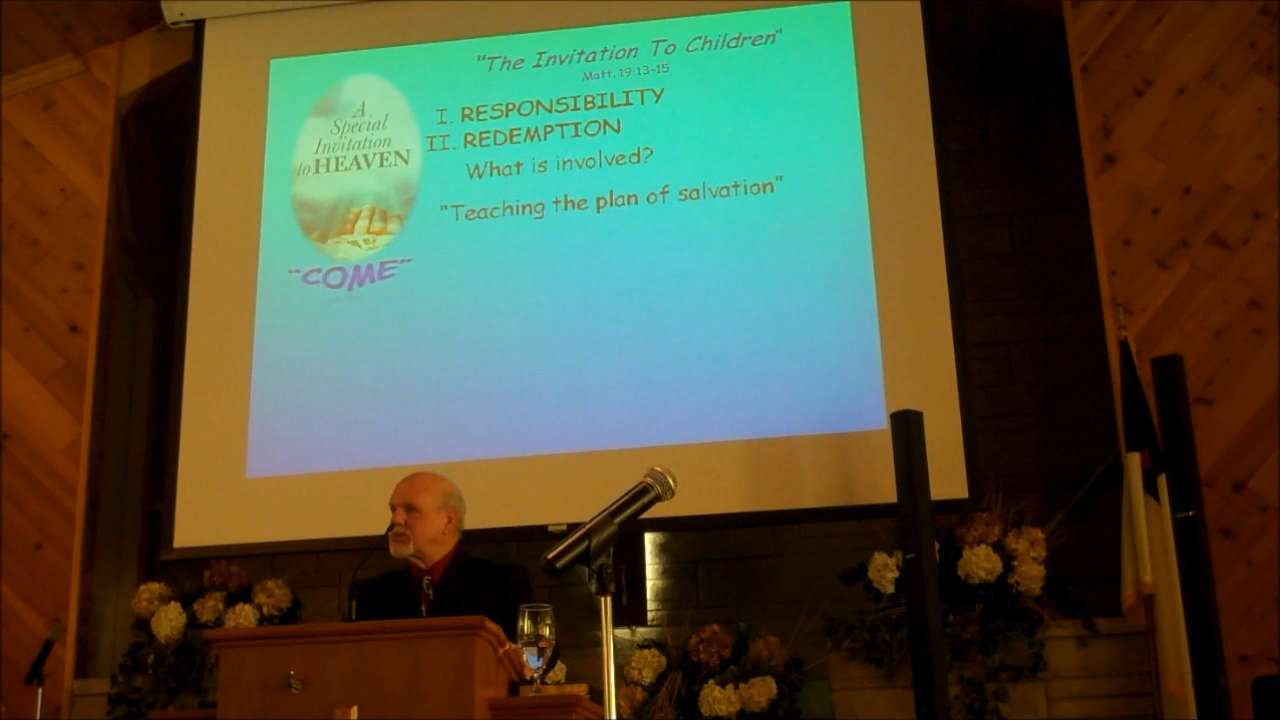 "The Invitation To Children"
Matt. 19:13-15
A
Special
Invitation
to HEAVEN
"COME"
I. RESPONSIBILITY
II. REDEMPTION
What is involved?
"Teaching the plan of salvation"